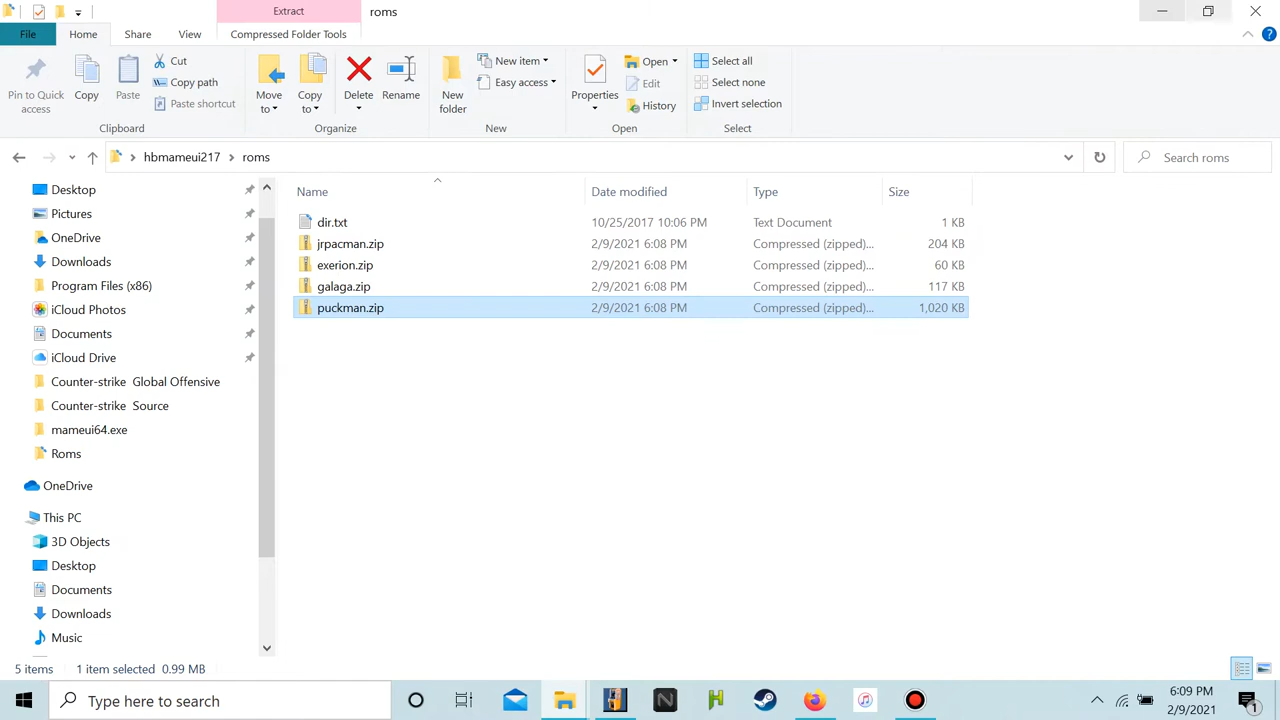 Extract
roms
File
Home
Share
View
Compressed Folder Tools
Pin to Quick access
Copy
Paste
Cut
Copy path
Paste shortcut
Clipboard
Move to
Copy to
Delete
Rename
Organize
New folder
New item
Easy access
New
Properties
Open
Edit
History
Open
Select all
Select none
Invert selection
Select
hbmameui217
roms
Search roms
Name
Date modified
Type
Size
dir.txt 10/25/2017 10:06 PM Text Document 1 KB
jrpacman.zip 2/9/2021 6:08 PM Compressed (zipped)... 204 KB
exerion.zip 2/9/2021 6:08 PM Compressed (zipped)... 60 KB
galaga.zip 2/9/2021 6:08 PM Compressed (zipped)... 117 KB
puckman.zip 2/9/2021 6:08 PM Compressed (zipped)... 1,020 KB
Desktop
Pictures
OneDrive
Downloads
Program Files (x86)
iCloud Photos
Documents
iCloud Drive
Counter-strike Global Offensive
Counter-strike Source
mameui64.exe
Roms
OneDrive
This PC
3D Objects
Desktop
Documents
Downloads
Music
5 items 1 item selected 0.99 MB
Type here to search
6:09 PM
2/9/2021
1